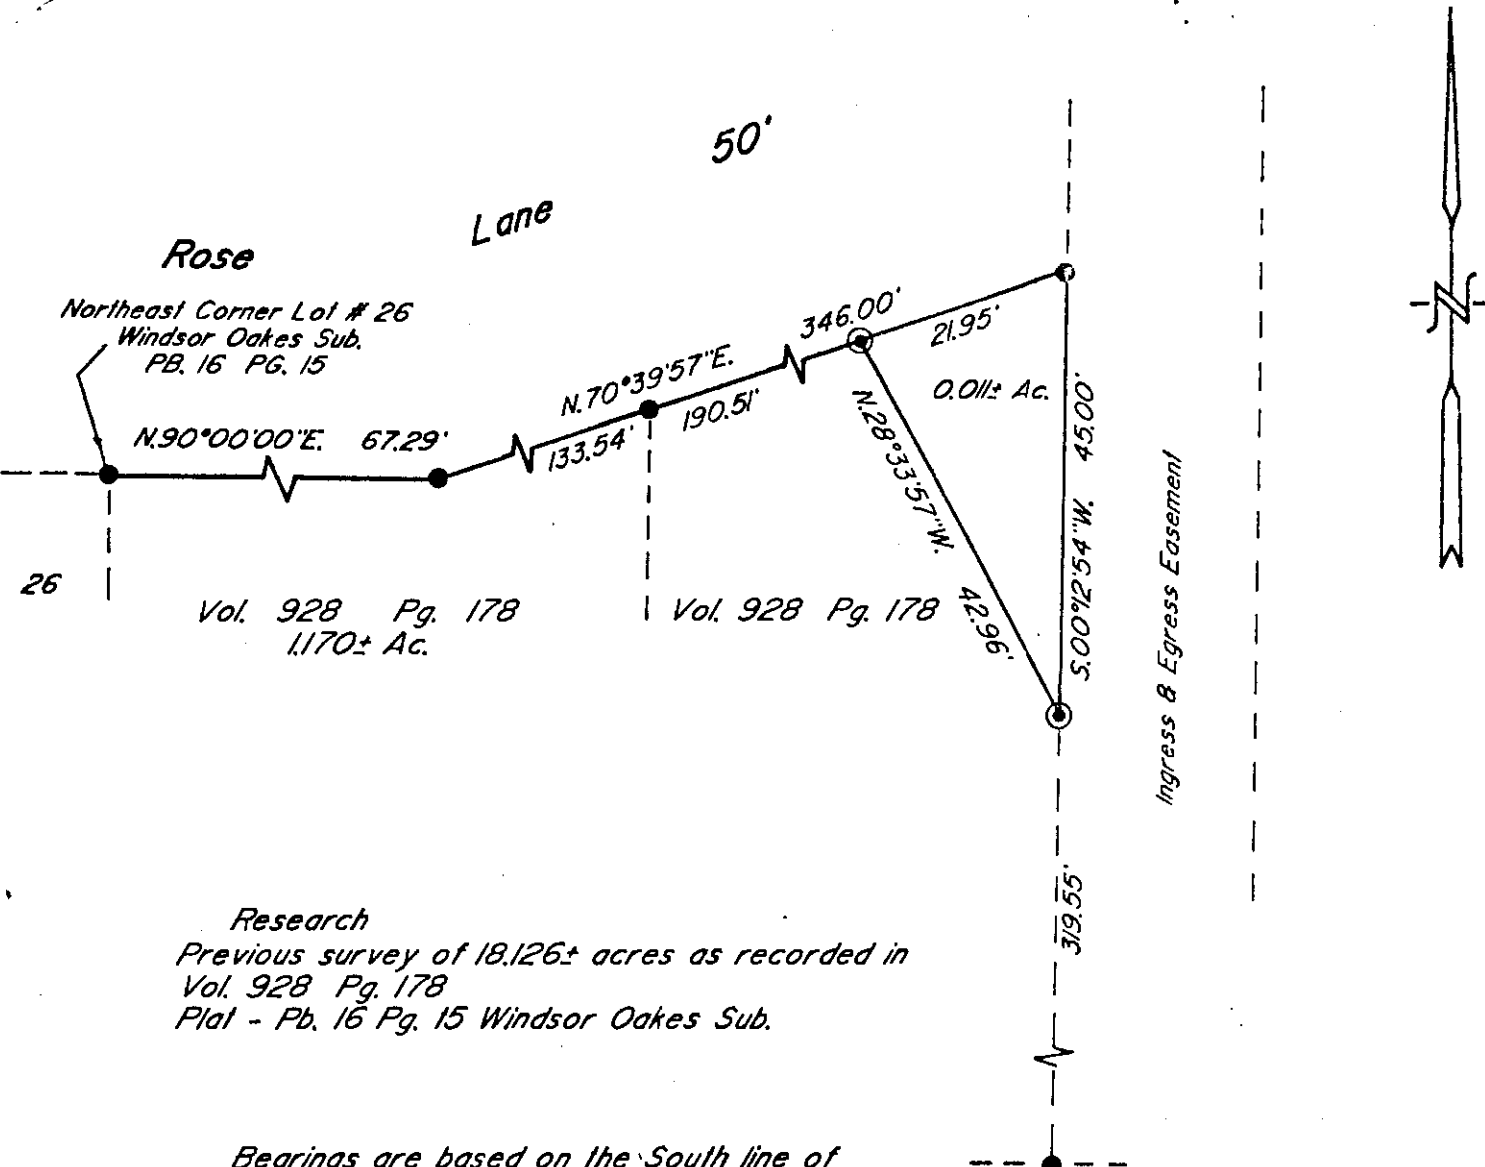 50'
Lane
Rose
Northeast Corner Lot # 26
Windsor Oakes Sub.
PB. 16 PG. 15
346.00'
21.95'
N.70°39'57"E.
190.51'
0.011± Ac.
N.90°00'00"E. 67.29'
133.54'
N.28°33'57"W. 42.96'
S.00°12'54"W. 45.00'
Ingress & Egress Easement
26
Vol. 928 Pg. 178
1.170± Ac.
Vol. 928 Pg. 178
319.55'
Research
Previous survey of 18.126± acres as recorded in
Vol. 928 Pg. 178
Plat - Pb. 16 Pg. 15 Windsor Oakes Sub.
Bearings are based on the South line of